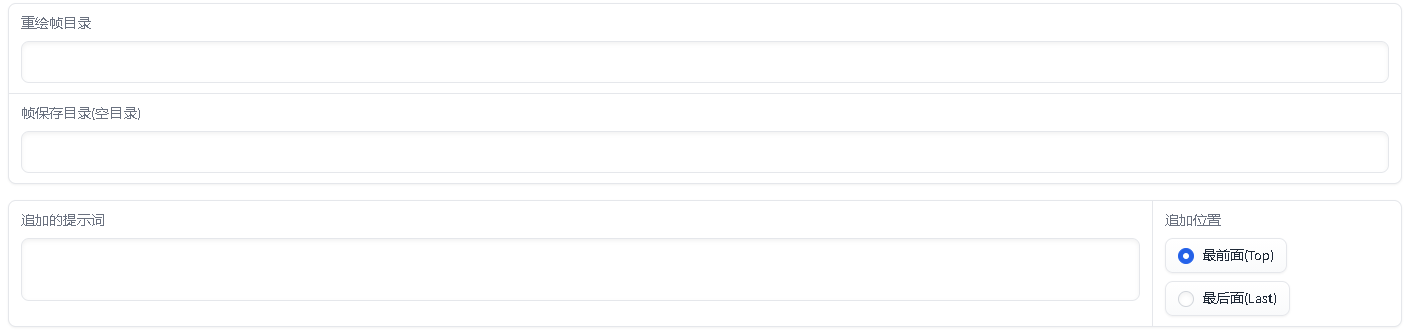 重绘帧目录
帧保存目录(空目录)
追加的提示词
追加位置
最前面(Top)
最后面(Last)